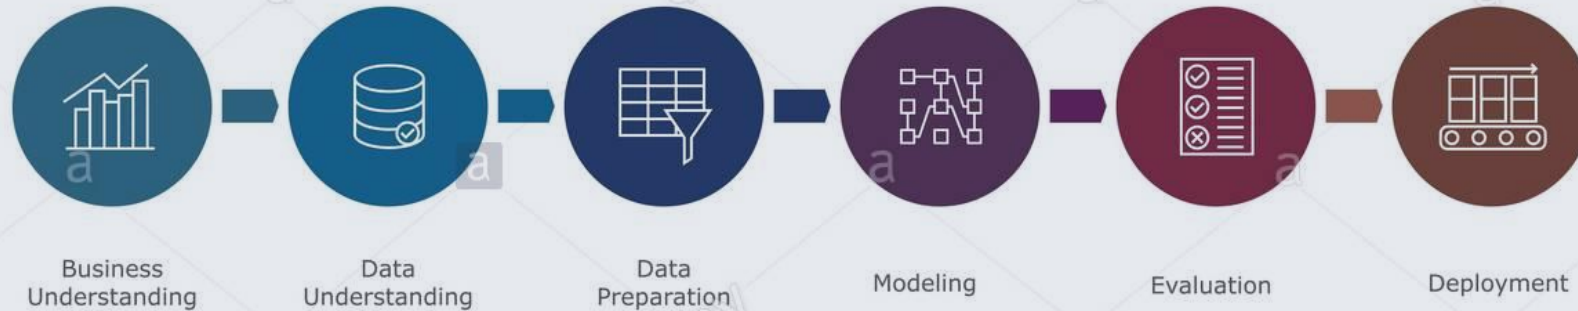 Business
Understanding
Data
Understanding
Data
Preparation
Modeling
Evaluation
Deployment
a
a
a
a